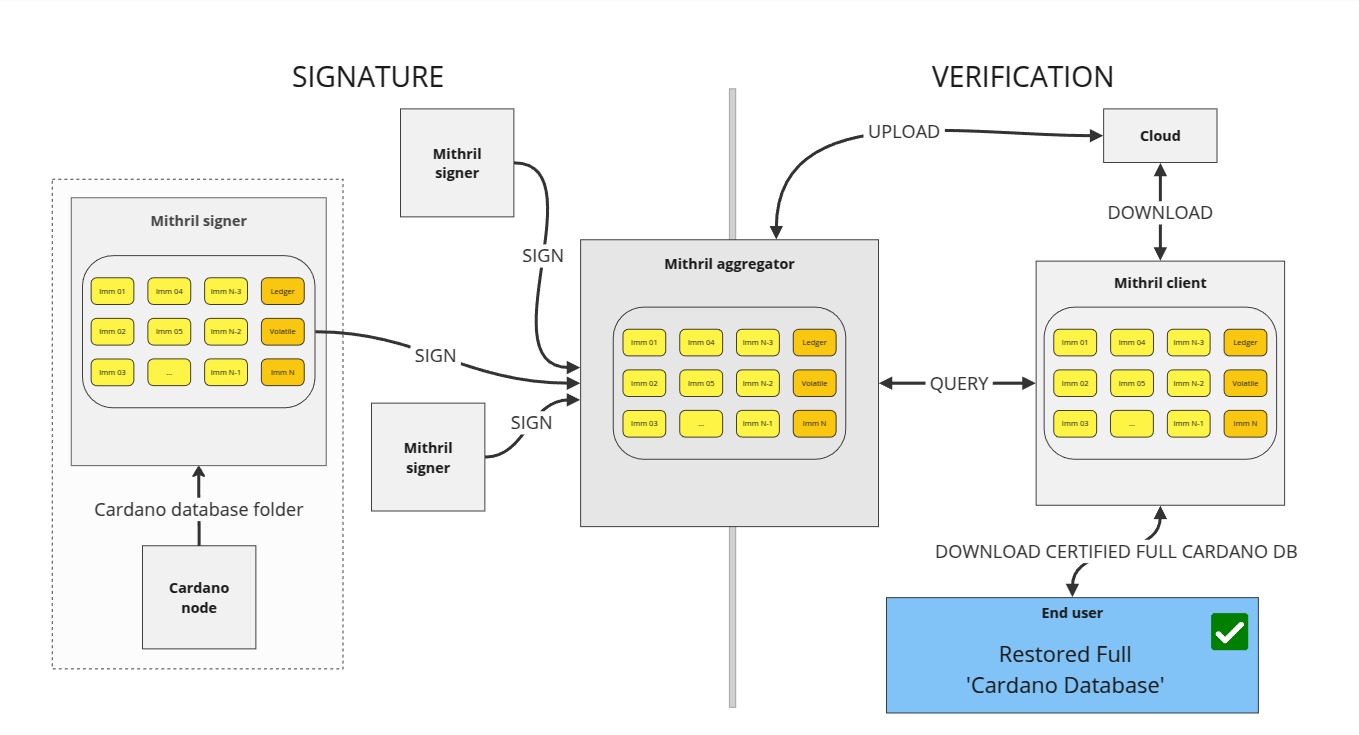 SIGNATURE
VERIFICATION
Mithril
signer
UPLOAD
Cloud
Mithril signer
Imm 01 Imm 04 Imm N-3 Ledger
Imm 02 Imm 05 Imm N-2 Volatile
Imm 03 ... Imm N-1 Imm N
Cardano database folder
Cardano
node
SIGN
SIGN
SIGN
Mithril
signer
Mithril aggregator
Imm 01 Imm 04 Imm N-3 Ledger
Imm 02 Imm 05 Imm N-2 Volatile
Imm 03 ... Imm N-1 Imm N
QUERY
DOWNLOAD
Mithril client
Imm 01 Imm 04 Imm N-3 Ledger
Imm 02 Imm 05 Imm N-2 Volatile
Imm 03 ... Imm N-1 Imm N
DOWNLOAD CERTIFIED FULL CARDANO DB
End user
Restored Full
'Cardano Database'